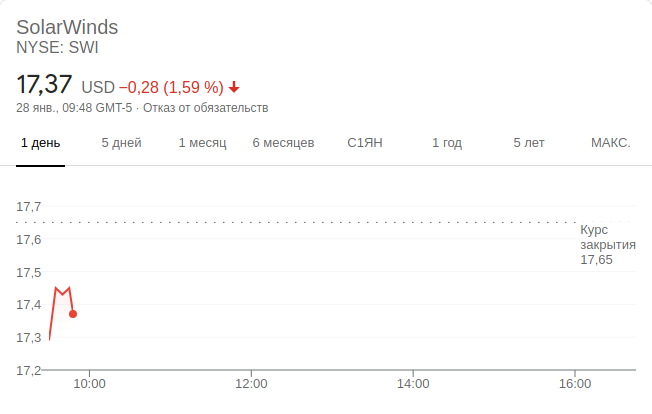 SolarWinds
NYSE: SWI
17,37 USD −0,28 (1,59 %)
28 янв., 09:48 GMT-5 · Отказ от обязательств
1 день 5 дней 1 месяц 6 месяцев С1ЯН 1 год 5 лет МАКС.
17,7
17,6
17,5
17,4
17,3
17,2
Курс
закрытия
17,65
10:00 12:00 14:00 16:00